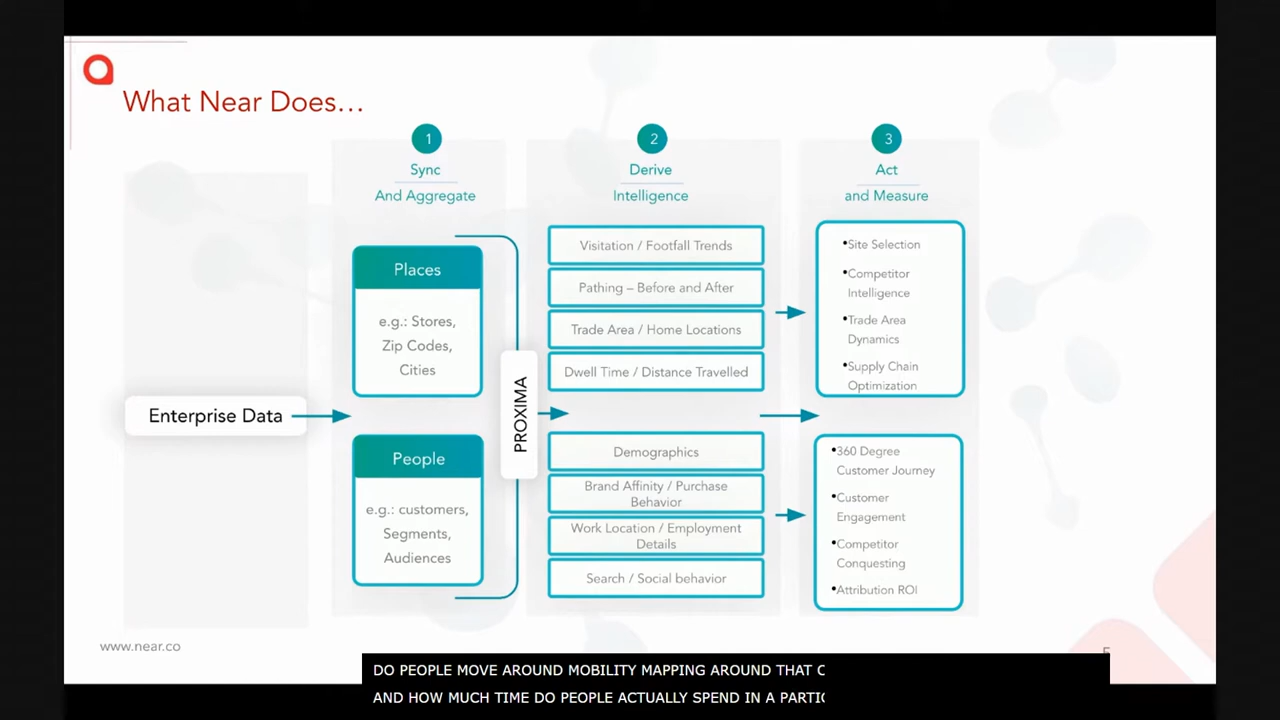 What Near Does…
1
Sync
And Aggregate
2
Derive
Intelligence
3
Act
and Measure
Enterprise Data
Places
e.g.: Stores,
Zip Codes,
Cities
People
e.g.: customers,
Segments,
Audiences
PROXIMA
Visitation / Footfall Trends
Pathing – Before and After
Trade Area / Home Locations
Dwell Time / Distance Travelled
Demographics
Brand Affinity / Purchase
Behavior
Work Location / Employment
Details
Search / Social behavior
•Site Selection
•Competitor
Intelligence
•Trade Area
Dynamics
•Supply Chain
Optimization
•360 Degree
Customer Journey
•Customer
Engagement
•Competitor
Conquesting
•Attribution ROI
www.near.co
DO PEOPLE MOVE AROUND MOBILITY MAPPING AROUND THAT
AND HOW MUCH TIME DO PEOPLE ACTUALLY SPEND IN A